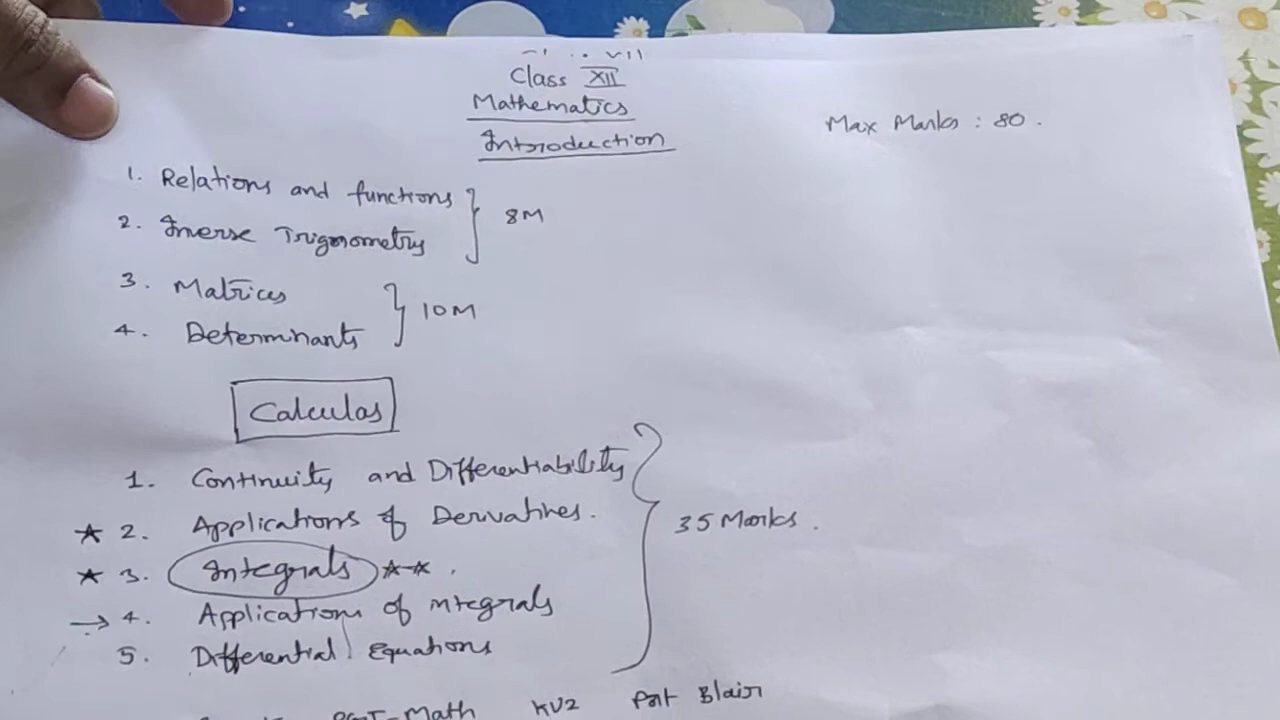 Class XII
Mathematics
Introduction
Max Marks : 80.
1. Relations and functions
2. Inverse Trigonometry
8M
3. Matrices
4. Determinants
10M
Calculas
1. Continuity and Differentiability
★ 2. Applications of Derivatives.
★ 3. Integrals ★★.
→ 4. Applications of integrals
5. Differential Equations
35 Marks.
PGT-Math KV2 Port Blair